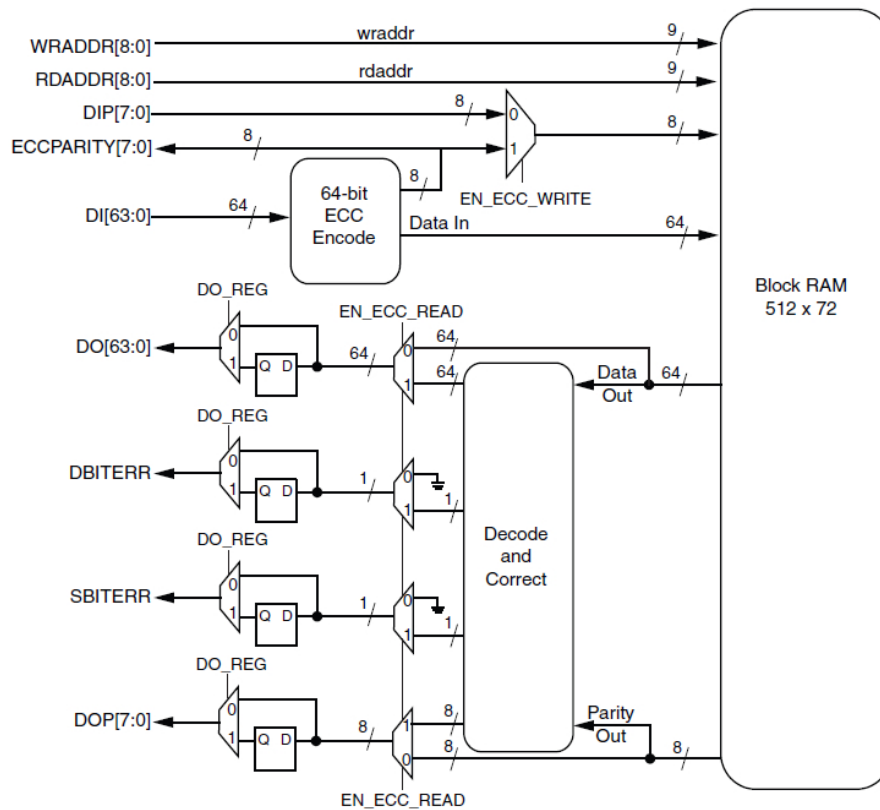 WRADDR[8:0] wraddr 9
RDADDR[8:0] rdaddr 9
DIP[7:0] 8 0 8
ECCPARITY[7:0] 8 1
8
EN_ECC_WRITE
DI[63:0] 64
64-bit
ECC
Encode
Data In 64
Block RAM
512 x 72
DO_REG
EN_ECC_READ
DO[63:0] 0 1 Q D 64 0 1 64 64
Data
Out
64
DO_REG
DBITERR 0 1 Q D 1 0 1 1
Decode
and
Correct
DO_REG
SBITERR 0 1 Q D 1 0 1 1
DO_REG
DOP[7:0] 0 1 Q D 8 1 0 8 8
Parity
Out
8
EN_ECC_READ